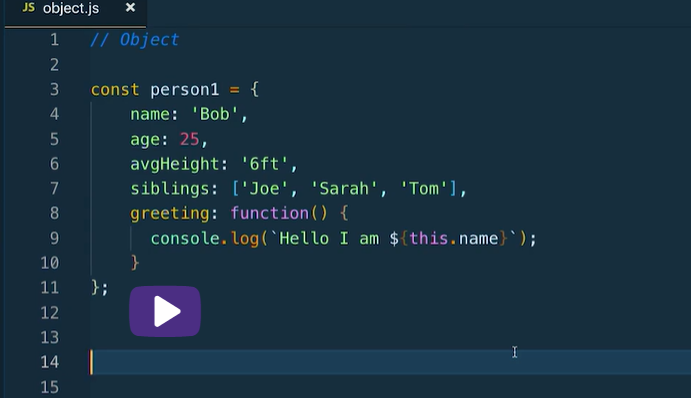 JS object.js ×
1 // Object
2
3 const person1 = {
4 name: 'Bob',
5 age: 25,
6 avgHeight: '6ft',
7 siblings: ['Joe', 'Sarah', 'Tom'],
8 greeting: function() {
9 console.log(`Hello I am ${this.name}`);
10 }
11 };
12
13
14
15